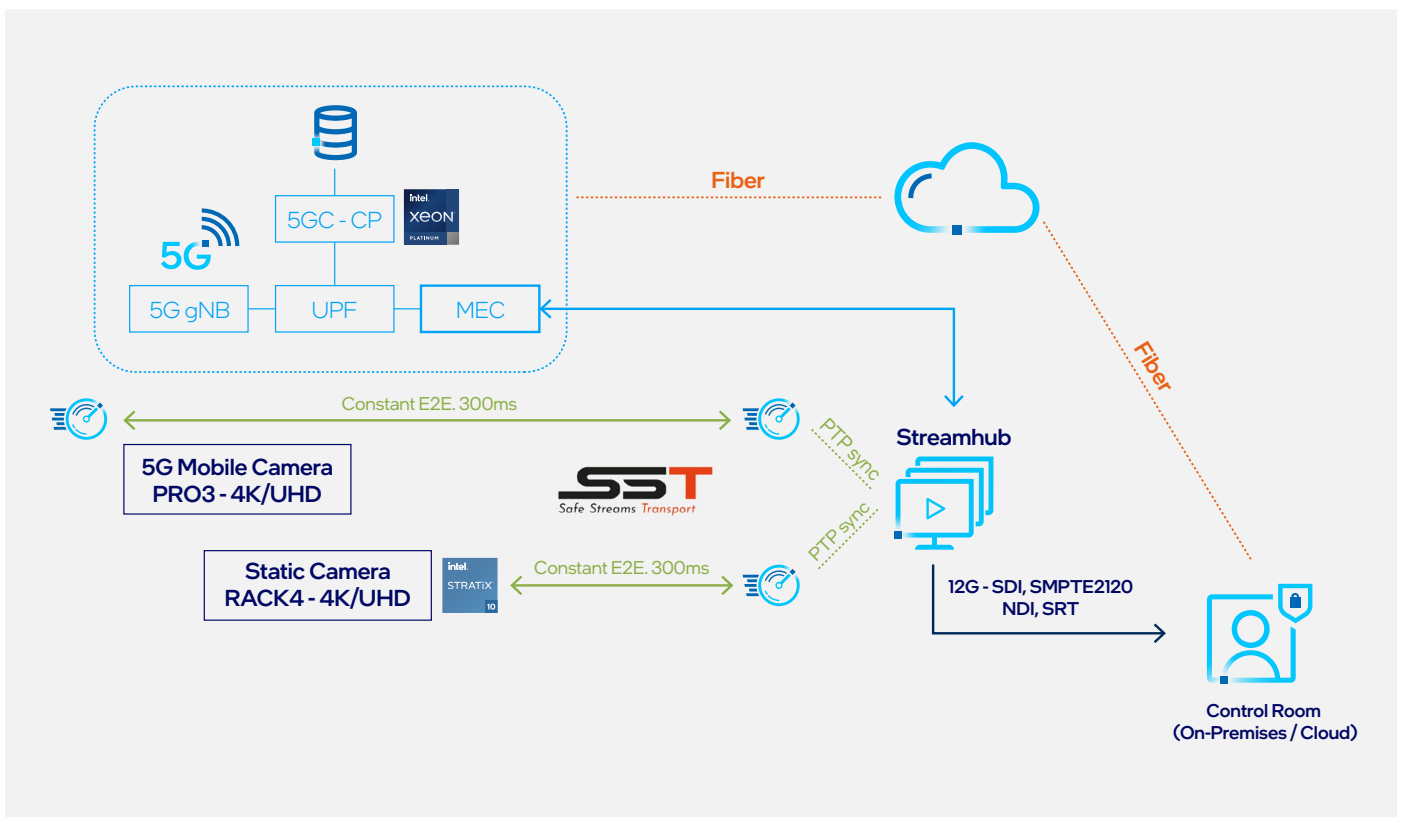 Fiber
5GC - CP
intel.
xeon
PLATINUM
5G
5G gNB
UPF
MEC
Fiber
Constant E2E. 300ms
PTP sync
Streamhub
5G Mobile Camera
PRO3 - 4K/UHD
SST
Safe Streams Transport
PTP sync
Static Camera
RACK4 - 4K/UHD
intel.
STRATIX
10
Constant E2E. 300ms
12G - SDI, SMPTE2120
NDI, SRT
Control Room
(On-Premises / Cloud)